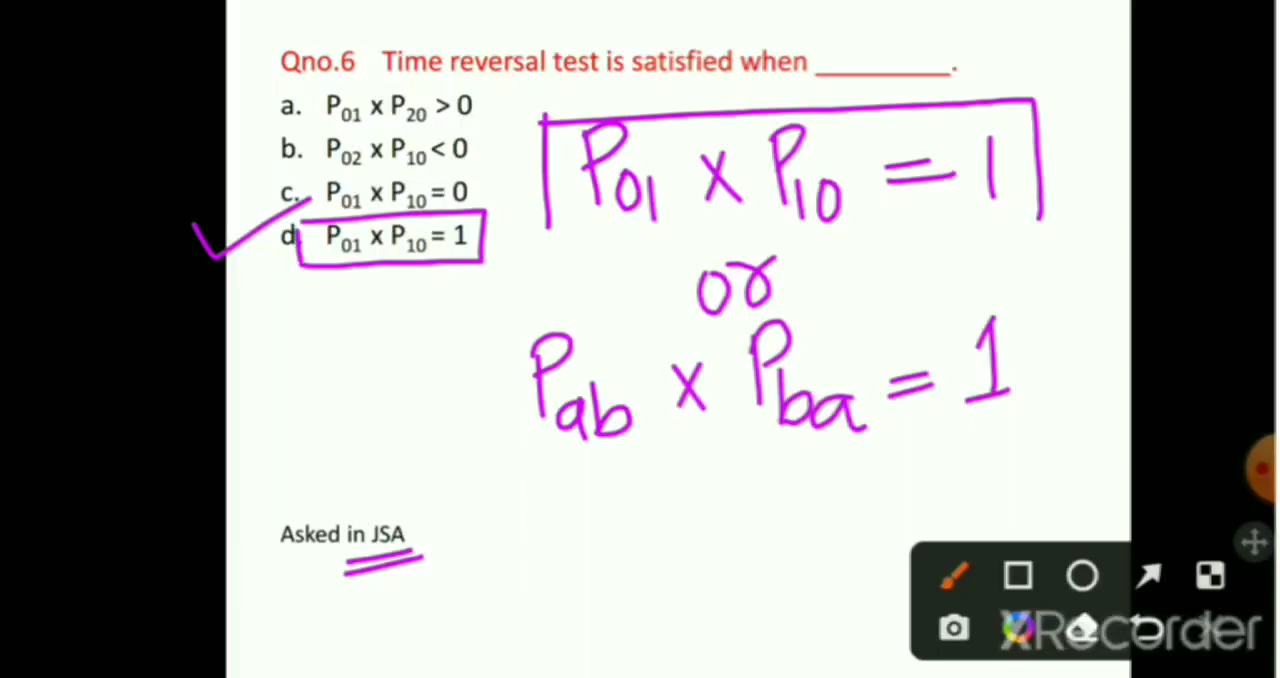 Qno.6 Time reversal test is satisfied when __________.
a. P₀₁ x P₂₀ > 0
b. P₀₂ x P₁₀ < 0
c. P₀₁ x P₁₀ = 0
d. P₀₁ x P₁₀ = 1
P₀₁ x P₁₀ = 1
or
Pab x Pba = 1
Asked in JSA
XRecorder